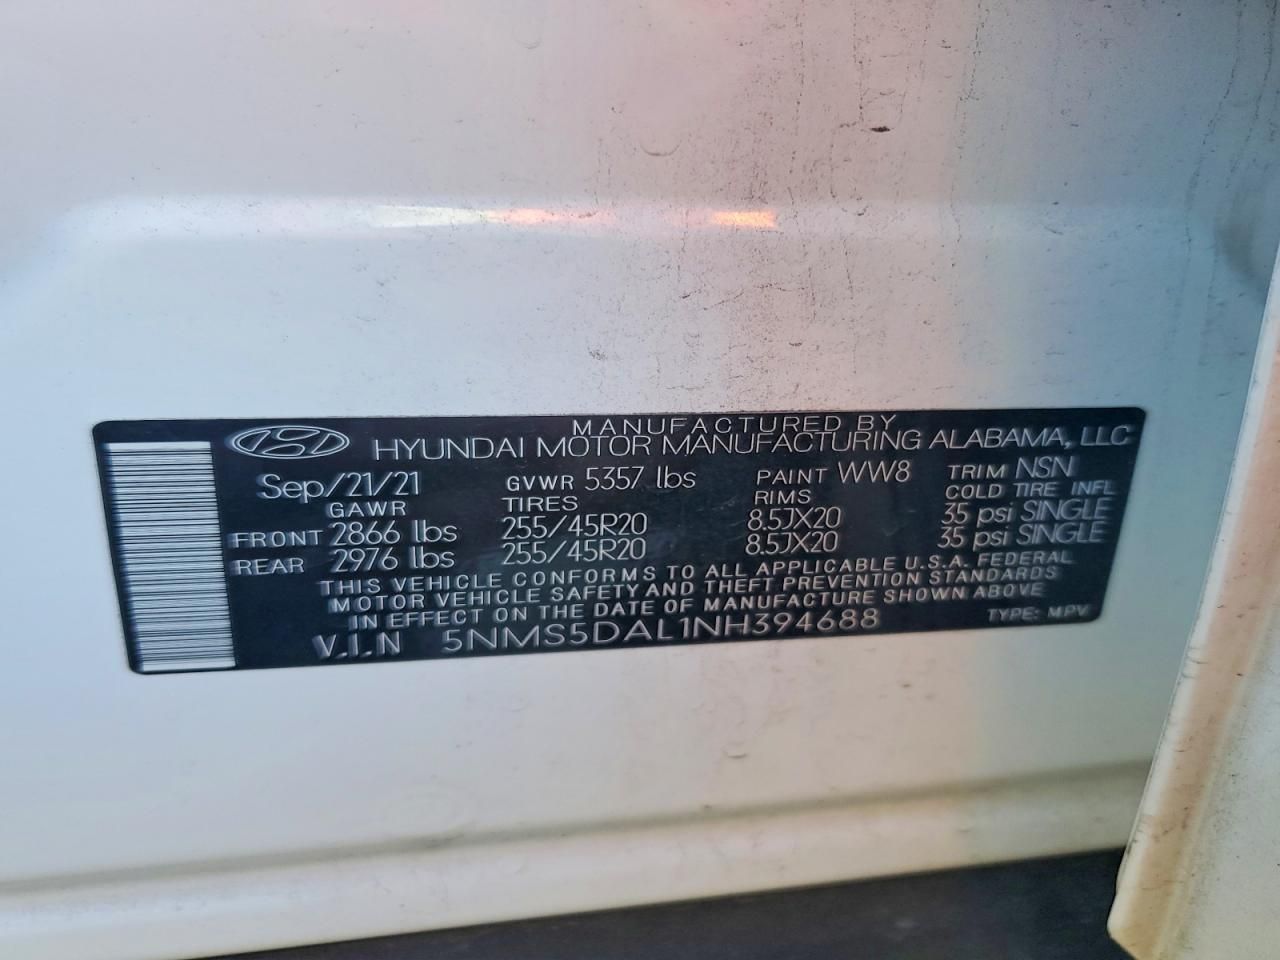 MANUFACTURED BY
HYUNDAI MOTOR MANUFACTURING ALABAMA, LLC
Sep/21/21 GVWR 5357 lbs PAINT WW8 TRIM NSN
GAWR TIRES RIMS COLD TIRE INFL
FRONT 2866 lbs 255/45R20 8.5JX20 35 psi SINGLE
REAR 2976 lbs 255/45R20 8.5JX20 35 psi SINGLE
THIS VEHICLE CONFORMS TO ALL APPLICABLE U.S.A. FEDERAL
MOTOR VEHICLE SAFETY AND THEFT PREVENTION STANDARDS
IN EFFECT ON THE DATE OF MANUFACTURE SHOWN ABOVE
V.I.N 5NMS5DAL1NH394688 TYPE: MPV